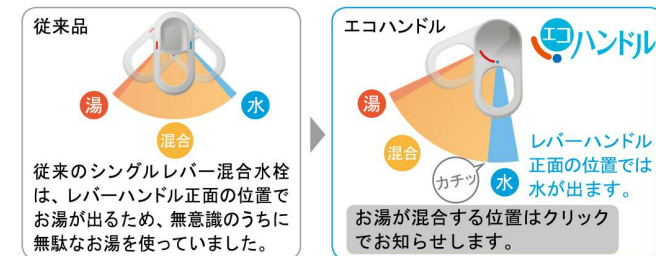 従来品
湯
水
混合
従来のシングルレバー混合水栓
は、レバーハンドル正面の位置で
お湯が出るため、無意識のうちに
無駄なお湯を使っていました。
エコハンドル
エコハンドル
湯
混合
カチッ
水
レバーハンドル
正面の位置では
水が出ます。
お湯が混合する位置はクリック
でお知らせします。